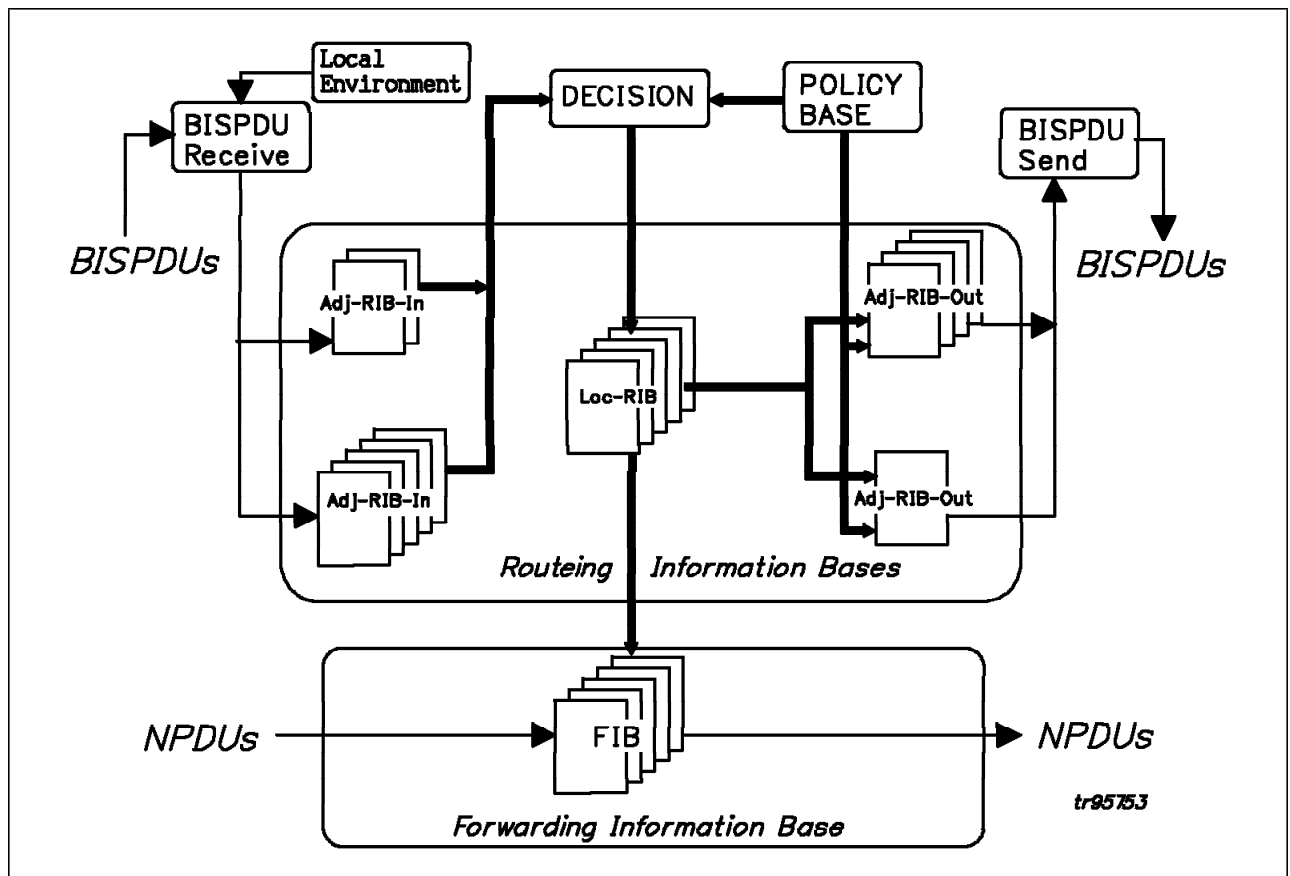 Local
Environment
BISPDU
Receive
DECISION
POLICY
BASE
BISPDU
Send
BISPDUs
BISPDUs
Adj-RIB-In
Adj-RIB-Out
Loc-RIB
Adj-RIB-In
Adj-RIB-Out
Routeing Information Bases
NPDUs
FIB
NPDUs
tr95753
Forwarding Information Base